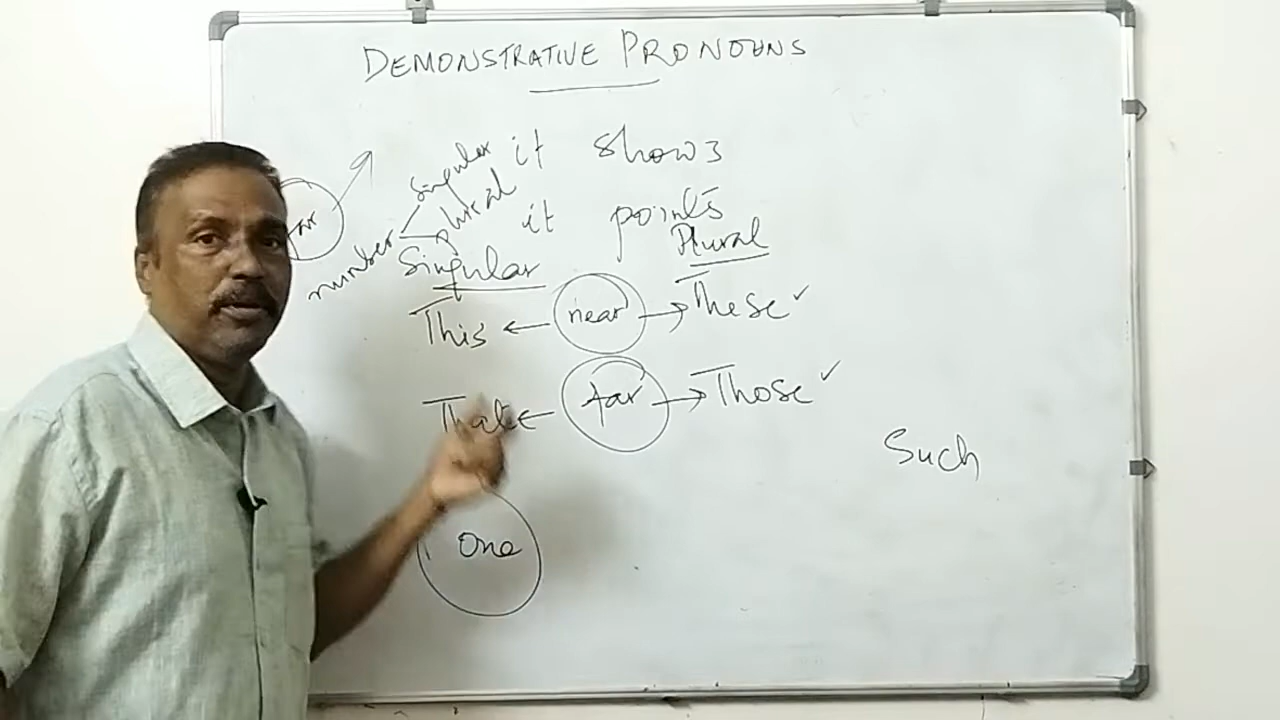 DEMONSTRATIVE PRONOUNS
singular it shows
plural
number it points
Singular Plural
This ← near → These ✓
That ← far → Those ✓
Such
One